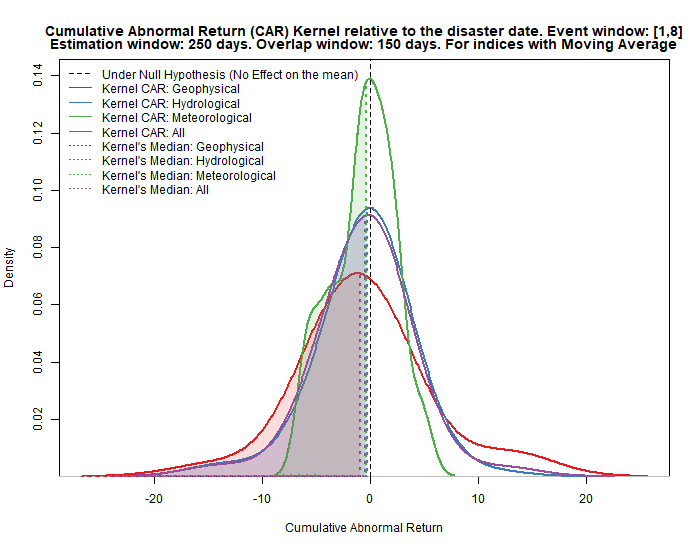 Cumulative Abnormal Return (CAR) Kernel relative to the disaster date. Event window: [1,8]
Estimation window: 250 days. Overlap window: 150 days. For indices with Moving Average
Under Null Hypothesis (No Effect on the mean)
Kernel CAR: Geophysical
Kernel CAR: Hydrological
Kernel CAR: Meteorological
Kernel CAR: All
Kernel's Median: Geophysical
Kernel's Median: Hydrological
Kernel's Median: Meteorological
Kernel's Median: All
0.14
0.12
0.10
0.08
0.06
0.04
0.02
Density
-20 -10 0 10 20
Cumulative Abnormal Return